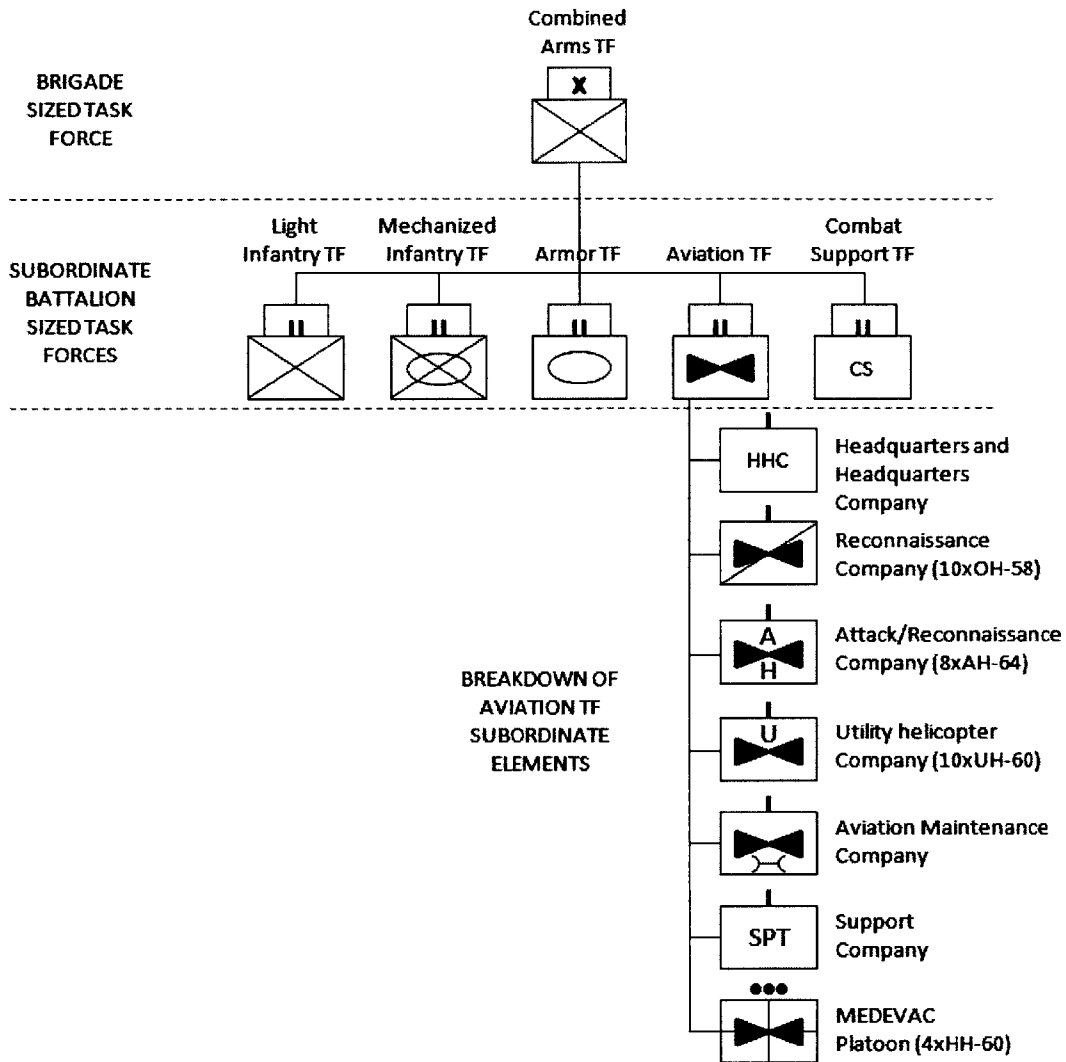 Combined
Arms TF
BRIGADE
SIZED TASK
FORCE
X
Light
Infantry TF
Mechanized
Infantry TF
Armor TF
Aviation TF
Combat
Support TF
SUBORDINATE
BATTALION
SIZED TASK
FORCES
II
II
II
II
II
CS
I
HHC
Headquarters and
Headquarters
Company
I
Reconnaissance
Company (10xOH-58)
I
A
H
Attack/Reconnaissance
Company (8xAH-64)
BREAKDOWN OF
AVIATION TF
SUBORDINATE
ELEMENTS
I
U
Utility helicopter
Company (10xUH-60)
I
Aviation Maintenance
Company
I
SPT
Support
Company
MEDEVAC
Platoon (4xHH-60)